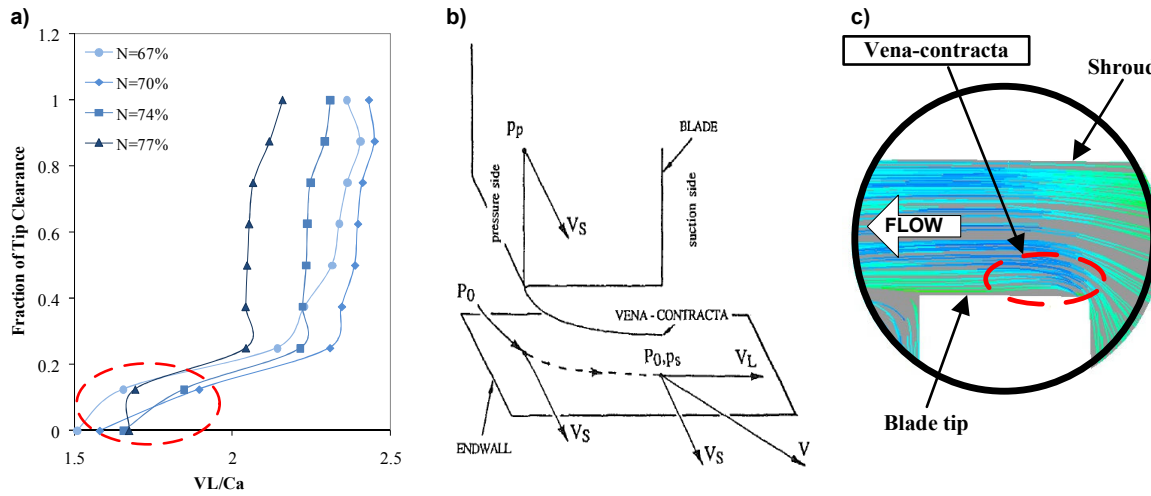 a)
1.2
1
0.8
0.6
0.4
0.2
0
1.5
2
2.5
Fraction of Tip Clearance
VL/Ca
N=67%
N=70%
N=74%
N=77%
b)
pp
BLADE
pressure side
suction side
VS
P0
VENA - CONTRACTA
P0,ps
VL
VS
VS
V
ENDWALL
c)
Vena-contracta
Shroud
FLOW
Blade tip